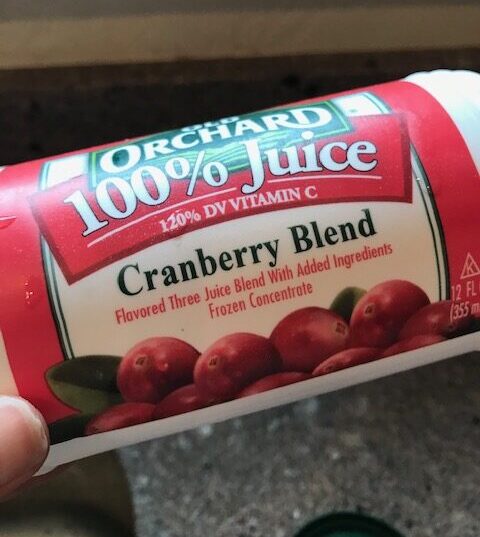 OLD
ORCHARD
100% Juice
120% DV VITAMIN C
Cranberry Blend
Flavored Three Juice Blend With Added Ingredients
Frozen Concentrate
K
12 FL
(355 m